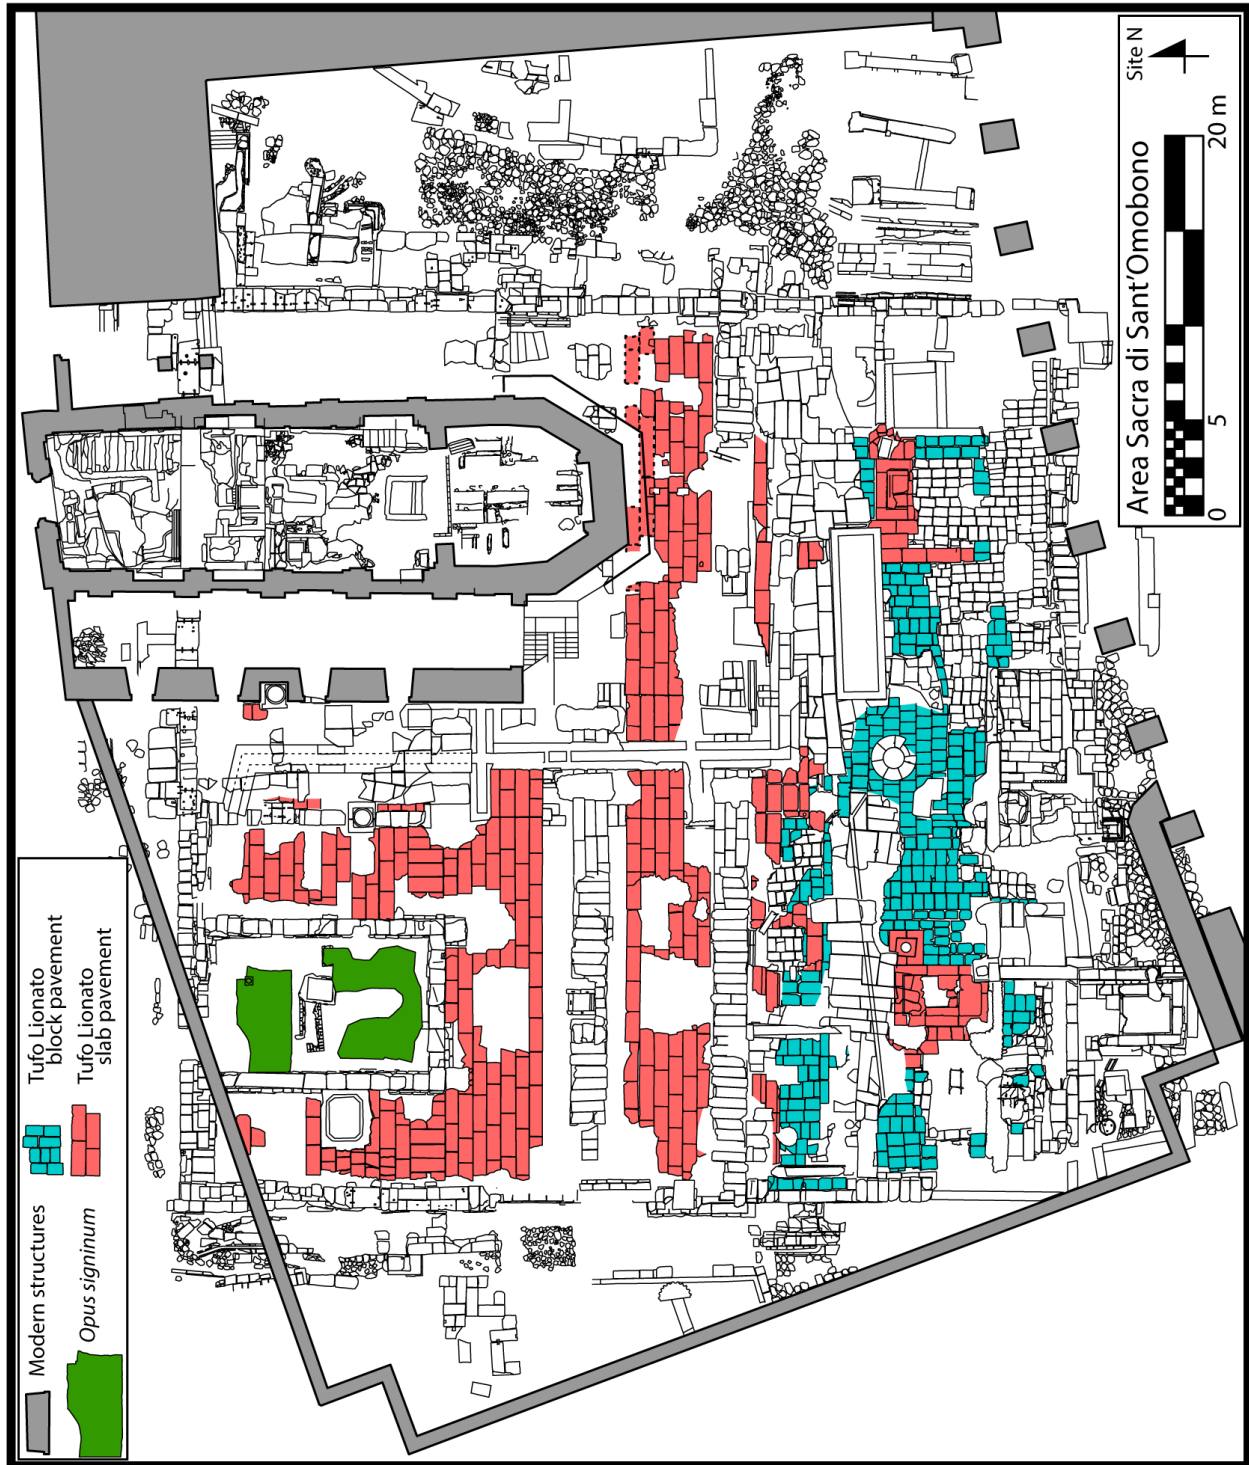 Modern structures
Opus signinum
Tufo Lionato
block pavement
Tufo Lionato
slab pavement
Area Sacra di Sant'Omobono
Site N
0
5
20 m